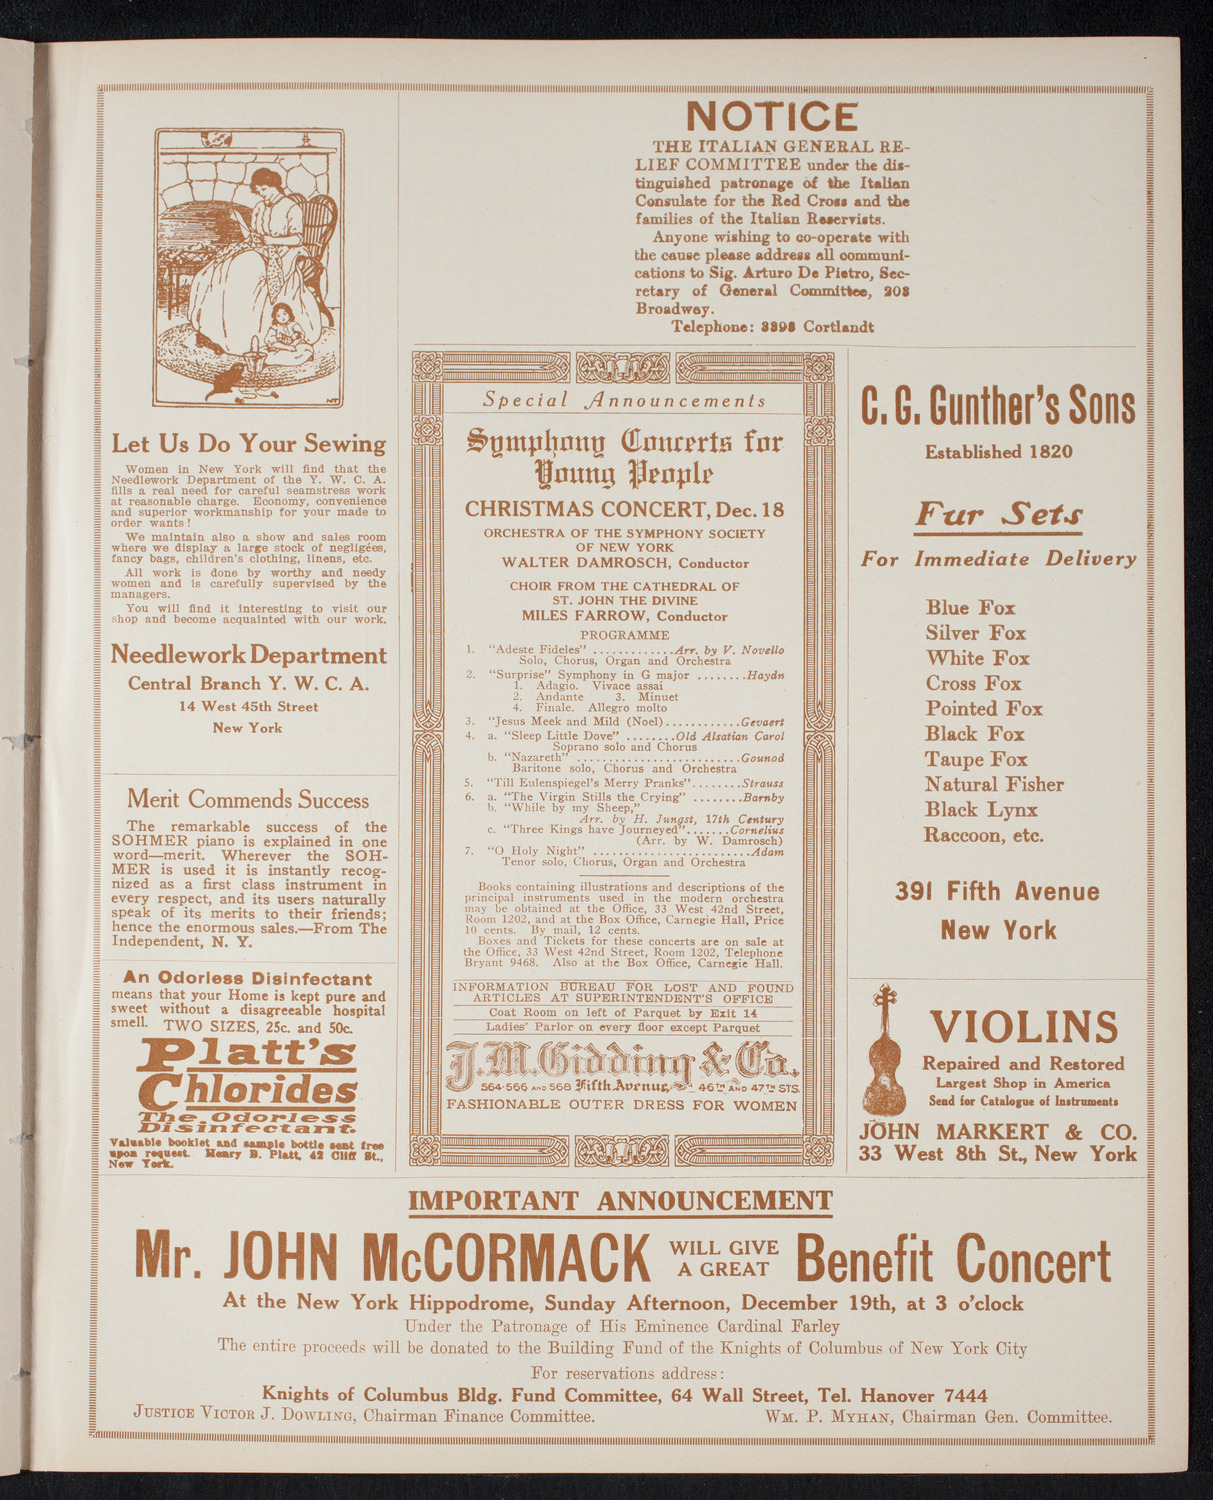 NOTICE
THE ITALIAN GENERAL RE-
LIEF COMMITTEE under the dis-
tinguished patronage of the Italian
Consulate for the Red Cross and the
families of the Italian Reservists.
Anyone wishing to co-operate with
the cause please address all communi-
cations to Sig. Arturo De Pietro, Sec-
retary of General Committee, 203
Broadway.
Telephone: 3398 Cortlandt
Let Us Do Your Sewing
Women in New York will find that the
Needlework Department of the Y. W. C. A.
fills a real need for careful seamstress work
at reasonable charge. Economy, convenience
and superior workmanship for your made to
order wants!
We maintain also a show and sales room
where we display a large stock of negligées,
fancy bags, children's clothing, linens, etc.
All work is done by worthy and needy
women and is carefully supervised by the
managers.
You will find it interesting to visit our
shop and become acquainted with our work.
Needlework Department
Central Branch Y. W. C. A.
14 West 45th Street
New York
Merit Commends Success
The remarkable success of the
SOHMER piano is explained in one
word—merit. Wherever the SOH-
MER is used it is instantly recog-
nized as a first class instrument in
every respect, and its users naturally
speak of its merits to their friends;
hence the enormous sales.—From The
Independent, N. Y.
An Odorless Disinfectant
means that your Home is kept pure and
sweet without a disagreeable hospital
smell. TWO SIZES, 25c. and 50c.
Platt's
Chlorides
The Odorless
Disinfectant.
Valuable booklet and sample bottle sent free
upon request. Henry B. Platt, 42 Cliff St.,
New York.
Special Announcements
Symphony Concerts for
Young People
CHRISTMAS CONCERT, Dec. 18
ORCHESTRA OF THE SYMPHONY SOCIETY
OF NEW YORK
WALTER DAMROSCH, Conductor
CHOIR FROM THE CATHEDRAL OF
ST. JOHN THE DIVINE
MILES FARROW, Conductor
PROGRAMME
1. "Adeste Fideles" .............Arr. by V. Novello
Solo, Chorus, Organ and Orchestra
2. "Surprise" Symphony in G major ........Haydn
1. Adagio. Vivace assai
2. Andante 3. Minuet
4. Finale. Allegro molto
3. "Jesus Meek and Mild (Noel)............Gevaert
4. a. "Sleep Little Dove" ........Old Alsatian Carol
Soprano solo and Chorus
b. "Nazareth" .........................Gounod
Baritone solo, Chorus and Orchestra
5. "Till Eulenspiegel's Merry Pranks"........Strauss
6. a. "The Virgin Stills the Crying" ........Barnby
b. "While by my Sheep,"
Arr. by H. Jungst, 17th Century
c. "Three Kings have Journeyed".......Cornelius
(Arr. by W. Damrosch)
7. "O Holy Night" .........................Adam
Tenor solo, Chorus, Organ and Orchestra
Books containing illustrations and descriptions of the
principal instruments used in the modern orchestra
may be obtained at the Office, 33 West 42nd Street,
Room 1202, and at the Box Office, Carnegie Hall, Price
10 cents. By mail, 12 cents.
Boxes and Tickets for these concerts are on sale at
the Office, 33 West 42nd Street, Room 1202, Telephone
Bryant 9468. Also at the Box Office, Carnegie Hall.
INFORMATION BUREAU FOR LOST AND FOUND
ARTICLES AT SUPERINTENDENT'S OFFICE
Coat Room on left of Parquet by Exit 14
Ladies' Parlor on every floor except Parquet
J. M. Gidding & Co.
564-566 AND 568 Fifth Avenue, 46TH AND 47TH STS.
FASHIONABLE OUTER DRESS FOR WOMEN
C. G. Gunther's Sons
Established 1820
Fur Sets
For Immediate Delivery
Blue Fox
Silver Fox
White Fox
Cross Fox
Pointed Fox
Black Fox
Taupe Fox
Natural Fisher
Black Lynx
Raccoon, etc.
391 Fifth Avenue
New York
VIOLINS
Repaired and Restored
Largest Shop in America
Send for Catalogue of Instruments
JOHN MARKERT & CO.
33 West 8th St., New York
IMPORTANT ANNOUNCEMENT
Mr. JOHN McCORMACK WILL GIVE A GREAT Benefit Concert
At the New York Hippodrome, Sunday Afternoon, December 19th, at 3 o'clock
Under the Patronage of His Eminence Cardinal Farley
The entire proceeds will be donated to the Building Fund of the Knights of Columbus of New York City
For reservations address:
Knights of Columbus Bldg. Fund Committee, 64 Wall Street, Tel. Hanover 7444
JUSTICE VICTOR J. DOWLING, Chairman Finance Committee. WM. P. MYHAN, Chairman Gen. Committee.